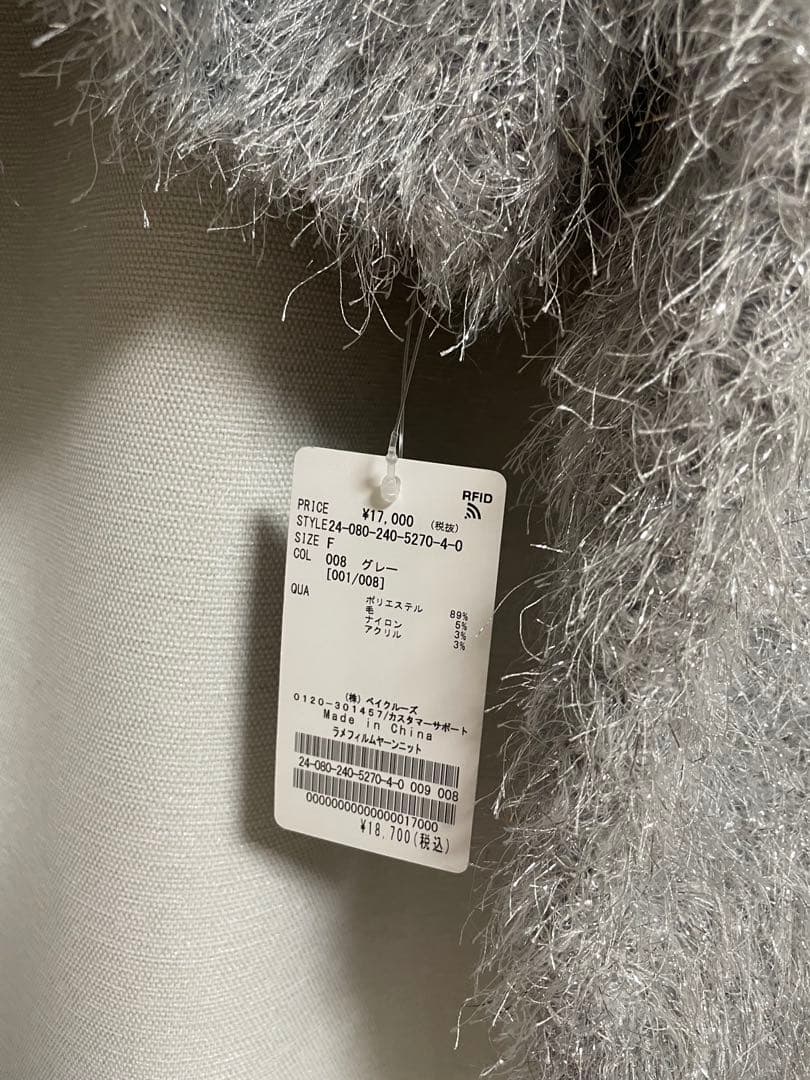 RFID
PRICE ¥17,000 (税抜)
STYLE24-080-240-5270-4-0
SIZE F
COL 008 グレー
[001/008]
QUA
ポリエステル 89%
毛 5%
ナイロン 3%
アクリル 3%
(株) ベイクルーズ
0120-301457/カスタマーサポート
Made in China
ラメフィルムヤーンニット
24-080-240-5270-4-0 009 008
00000000000000017000
¥18,700(税込)